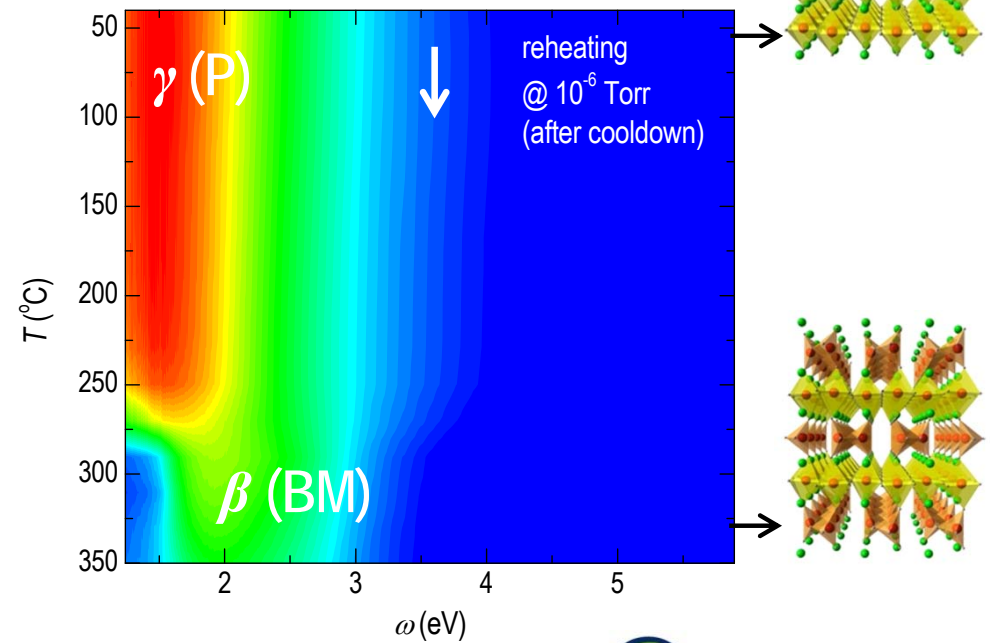 50
100
150
200
250
300
350
T (°C)
γ (P)
reheating
@ 10⁻⁶ Torr
(after cooldown)
β (BM)
2
3
4
5
ω (eV)